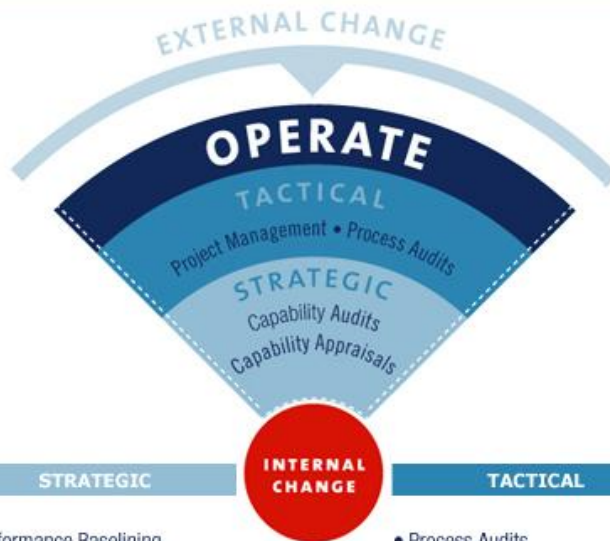 EXTERNAL CHANGE
OPERATE
TACTICAL
Project Management • Process Audits
STRATEGIC
Capability Audits
Capability Appraisals
INTERNAL
CHANGE
STRATEGIC
TACTICAL
Baselining
• Process Audits